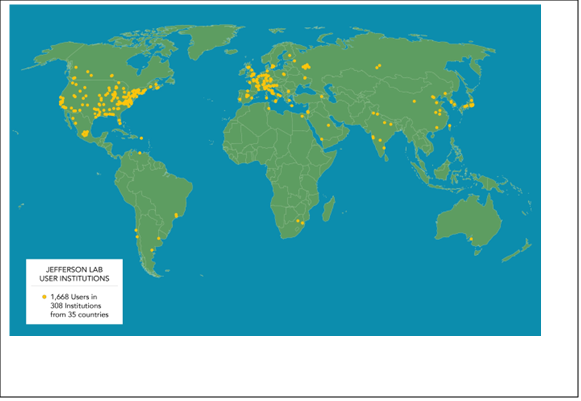 JEFFERSON LAB
USER INSTITUTIONS
1,668 Users in
308 Institutions
from 35 countries